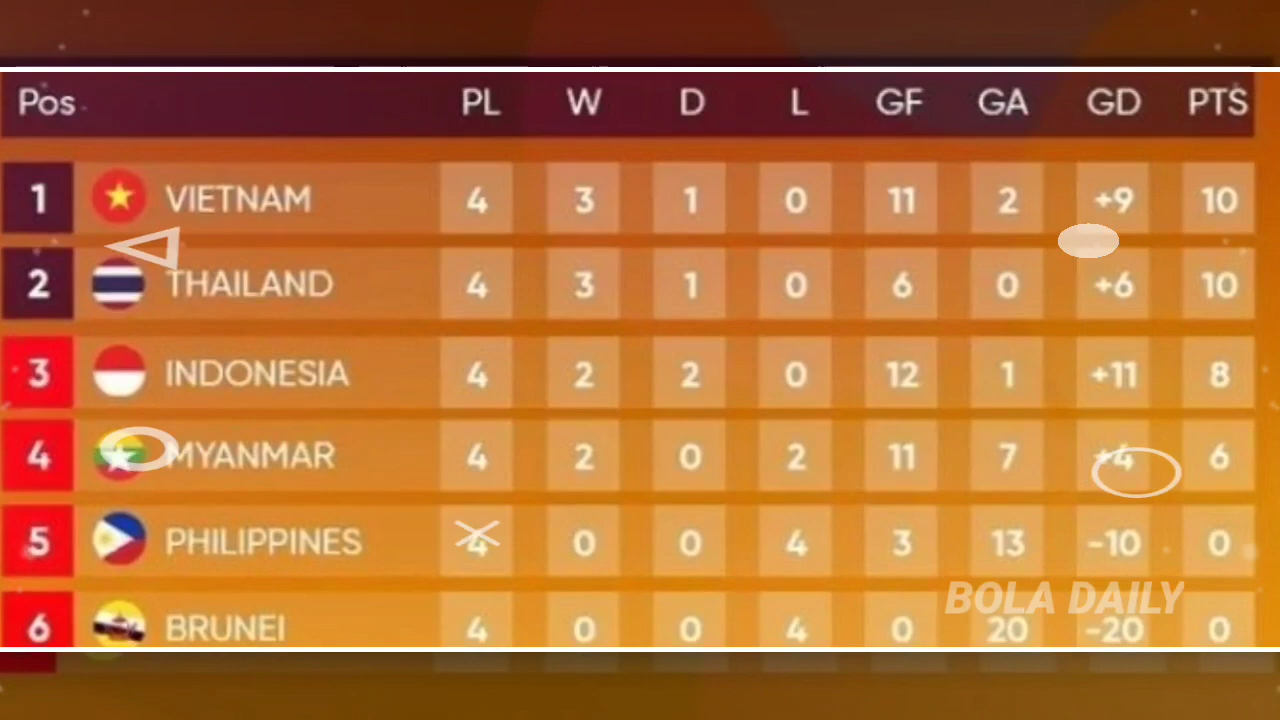 Pos PL W D L GF GA GD PTS
1 VIETNAM 4 3 1 0 11 2 +9 10
2 THAILAND 4 3 1 0 6 0 +6 10
3 INDONESIA 4 2 2 0 12 1 +11 8
4 MYANMAR 4 2 0 2 11 7 +4 6
5 PHILIPPINES 4 0 0 4 3 13 -10 0
BOLA DAILY
6 BRUNEI 4 0 0 4 0 20 -20 0